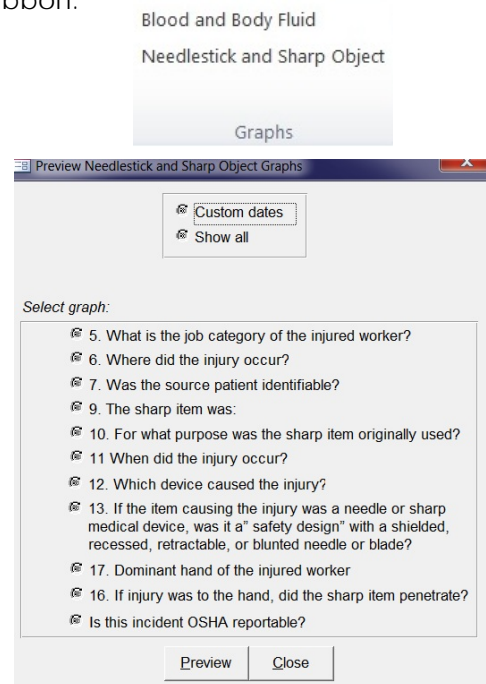 ibbon.
Blood and Body Fluid
Needlestick and Sharp Object
Graphs
Preview Needlestick and Sharp Object Graphs
X
Custom dates
Show all
Select graph:
5. What is the job category of the injured worker?
6. Where did the injury occur?
7. Was the source patient identifiable?
9. The sharp item was:
10. For what purpose was the sharp item originally used?
11 When did the injury occur?
12. Which device caused the injury?
13. If the item causing the injury was a needle or sharp
medical device, was it a" safety design" with a shielded,
recessed, retractable, or blunted needle or blade?
17. Dominant hand of the injured worker
16. If injury was to the hand, did the sharp item penetrate?
Is this incident OSHA reportable?
Preview Close